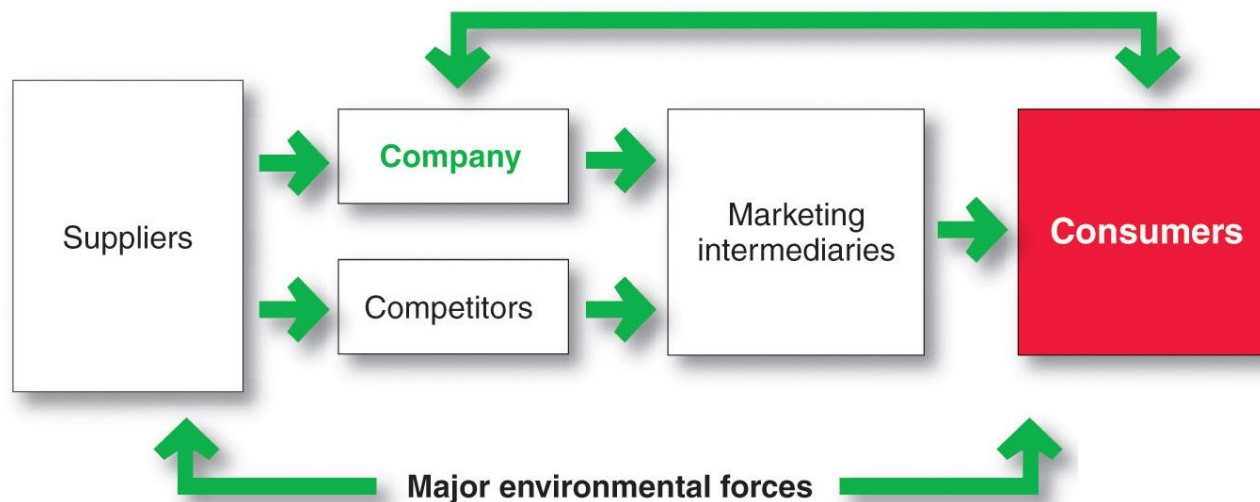 Suppliers
Company
Competitors
Marketing
intermediaries
Consumers
Major environmental forces